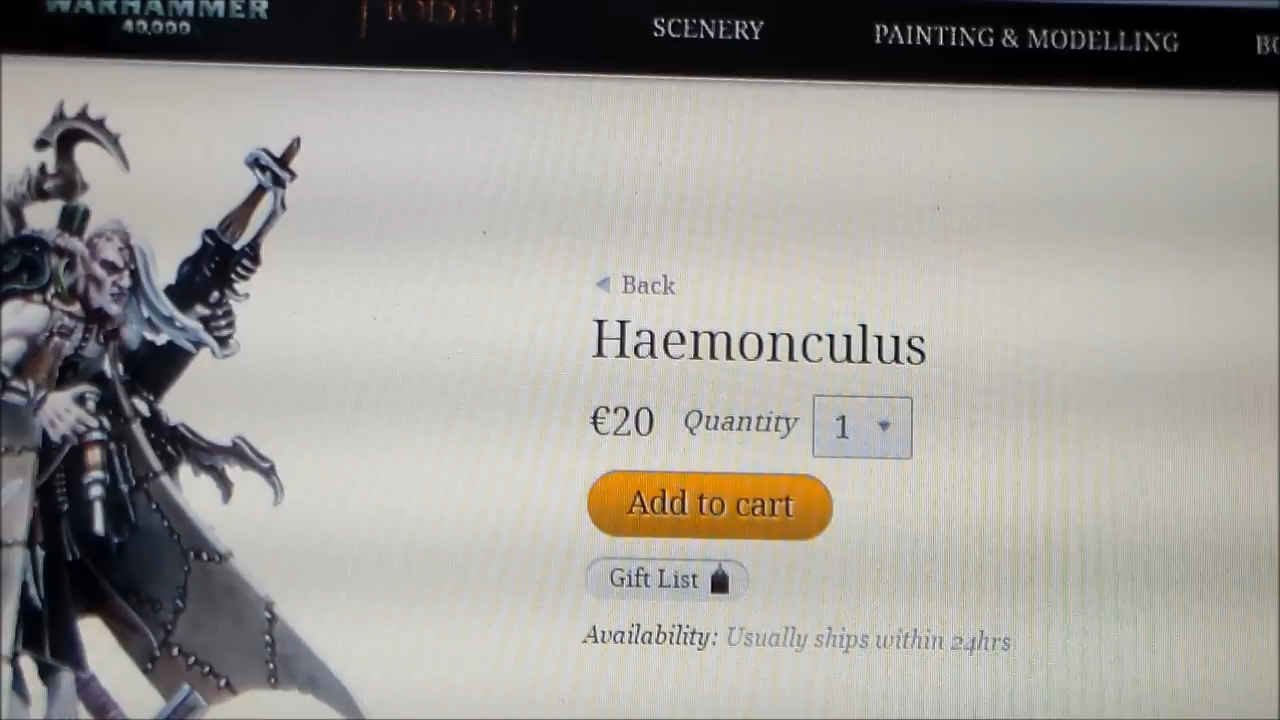 WARHAMMER
40,000
SCENERY
PAINTING & MODELLING
Back
Haemonculus
€20 Quantity 1
Add to cart
Gift List
Availability: Usually ships within 24hrs